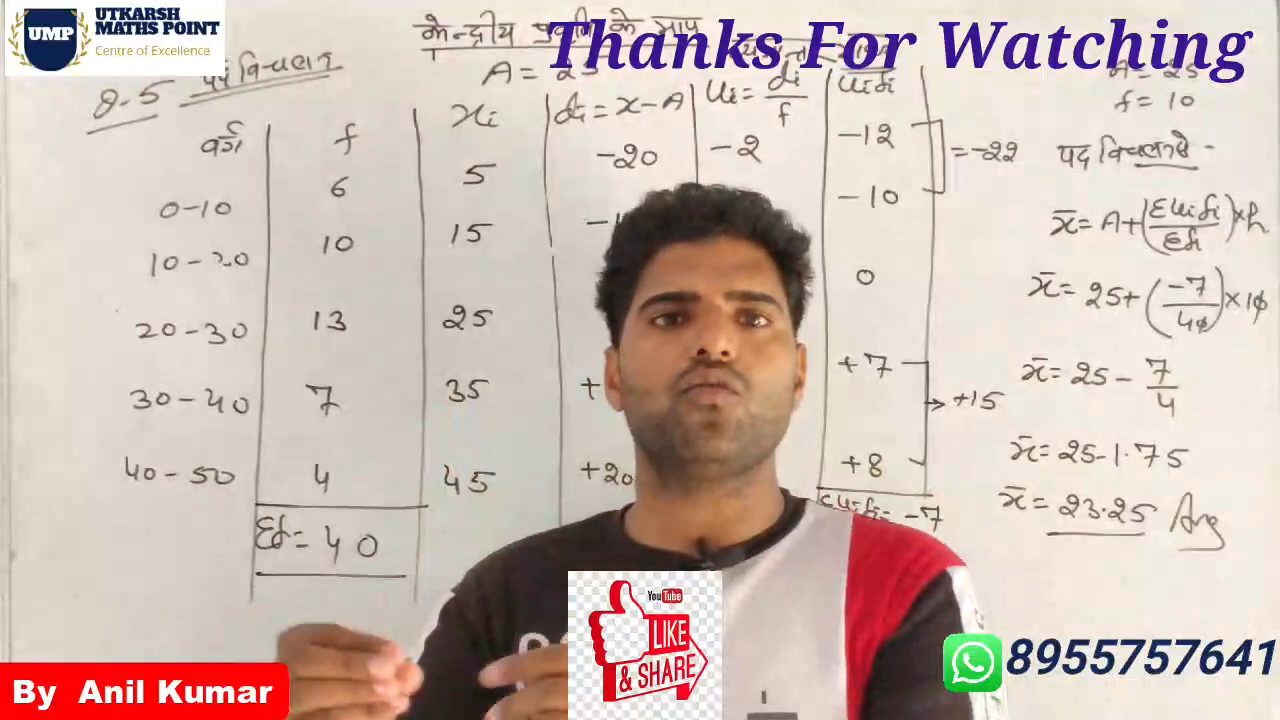 UTKARSH
MATHS POINT
UMP
Centre of Excellence
केन्द्रीय प्रवृति के माप
Thanks For Watching
Q-5 पद विचलन
A = 25
वर्ग f xi di = x-A ui = di/f uifi
0-10 6 5 -20 -2 -12
10-20 10 15 -10
= -22
20-30 13 25 0
30-40 7 35 + +7
→ +15
40-50 4 45 +20 +8
Σf = 40
Σuifi = -7
A = 25
f = 10
पद विचलन से -
x̄ = A + (Σuifi/Σfi) × h
x̄ = 25 + (-7/40) × 10
x̄ = 25 - 7/4
x̄ = 25 - 1.75
x̄ = 23.25 Ans
YouTube
LIKE
& SHARE
By Anil Kumar
8955757641